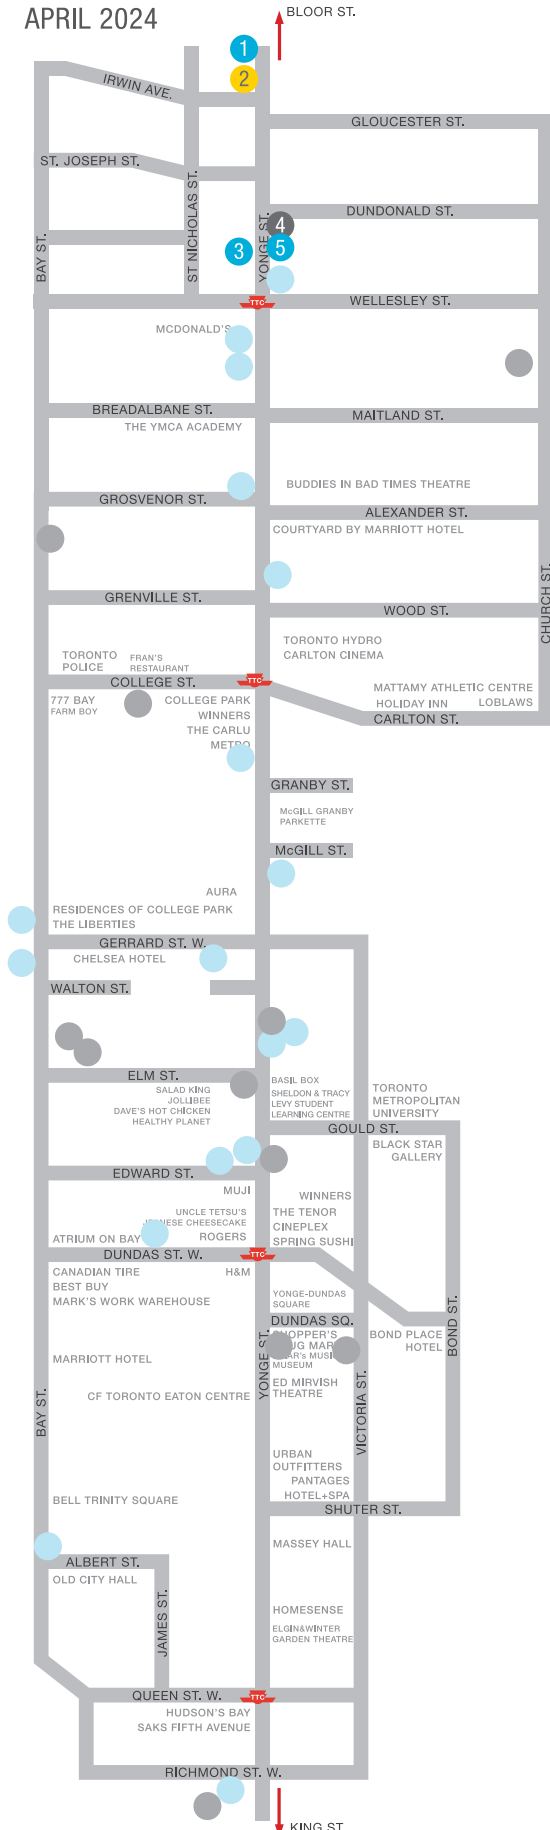 APRIL 2024
BLOOR ST.
1
2
IRWIN AVE.
GLOUCESTER ST.
ST. JOSEPH ST.
ST NICHOLAS ST.
DUNDONALD ST.
4
YONGE ST.
3
5
BAY ST.
TTC
WELLESLEY ST.
MCDONALD'S
BREADALBANE ST.
MAITLAND ST.
THE YMCA ACADEMY
BUDDIES IN BAD TIMES THEATRE
GROSVENOR ST.
ALEXANDER ST.
COURTYARD BY MARRIOTT HOTEL
CHURCH ST.
GRENVILLE ST.
WOOD ST.
TORONTO HYDRO
CARLTON CINEMA
TORONTO
POLICE
FRAN'S
RESTAURANT
COLLEGE ST.
TTC
MATTAMY ATHLETIC CENTRE
HOLIDAY INN
LOBLAWS
CARLTON ST.
777 BAY
FARM BOY
COLLEGE PARK
WINNERS
THE CARLU
METRO
GRANBY ST.
McGILL GRANBY
PARKETTE
McGILL ST.
AURA
RESIDENCES OF COLLEGE PARK
THE LIBERTIES
GERRARD ST. W.
CHELSEA HOTEL
WALTON ST.
ELM ST.
SALAD KING
JOLLIBEE
DAVE'S HOT CHICKEN
HEALTHY PLANET
BASIL BOX
SHELDON & TRACY
LEVY STUDENT
LEARNING CENTRE
TORONTO
METROPOLITAN
UNIVERSITY
GOULD ST.
BLACK STAR
GALLERY
EDWARD ST.
MUJI
WINNERS
UNCLE TETSU'S
CHEESECAKE
ROGERS
THE TENOR
CINEPLEX
SPRING SUSHI
ATRIUM ON BAY
DUNDAS ST. W.
TTC
CANADIAN TIRE
BEST BUY
MARK'S WORK WAREHOUSE
H&M
YONGE-DUNDAS
SQUARE
DUNDAS SQ.
BOND ST.
SHOPPER'S
MUSEUM
BOND PLACE
HOTEL
YONGE ST.
MARRIOTT HOTEL
ED MIRVISH
THEATRE
CF TORONTO EATON CENTRE
BAY ST.
VICTORIA ST.
URBAN
OUTFITTERS
PANTAGES
HOTEL+SPA
BELL TRINITY SQUARE
SHUTER ST.
MASSEY HALL
ALBERT ST.
OLD CITY HALL
JAMES ST.
HOMESENSE
ELGIN&WINTER
GARDEN THEATRE
QUEEN ST. W.
TTC
HUDSON'S BAY
SAKS FIFTH AVENUE
RICHMOND ST. W.
KING ST.